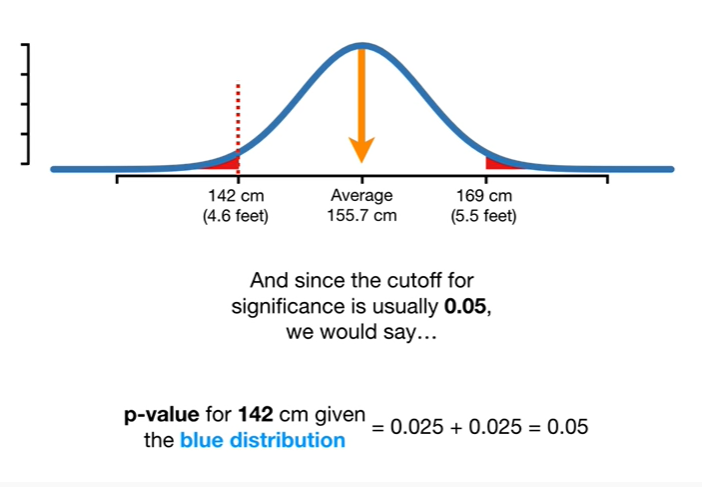 142 cm
(4.6 feet)
Average
155.7 cm
169 cm
(5.5 feet)
And since the cutoff for
significance is usually 0.05,
we would say…
p-value for 142 cm given
the blue distribution
= 0.025 + 0.025 = 0.05